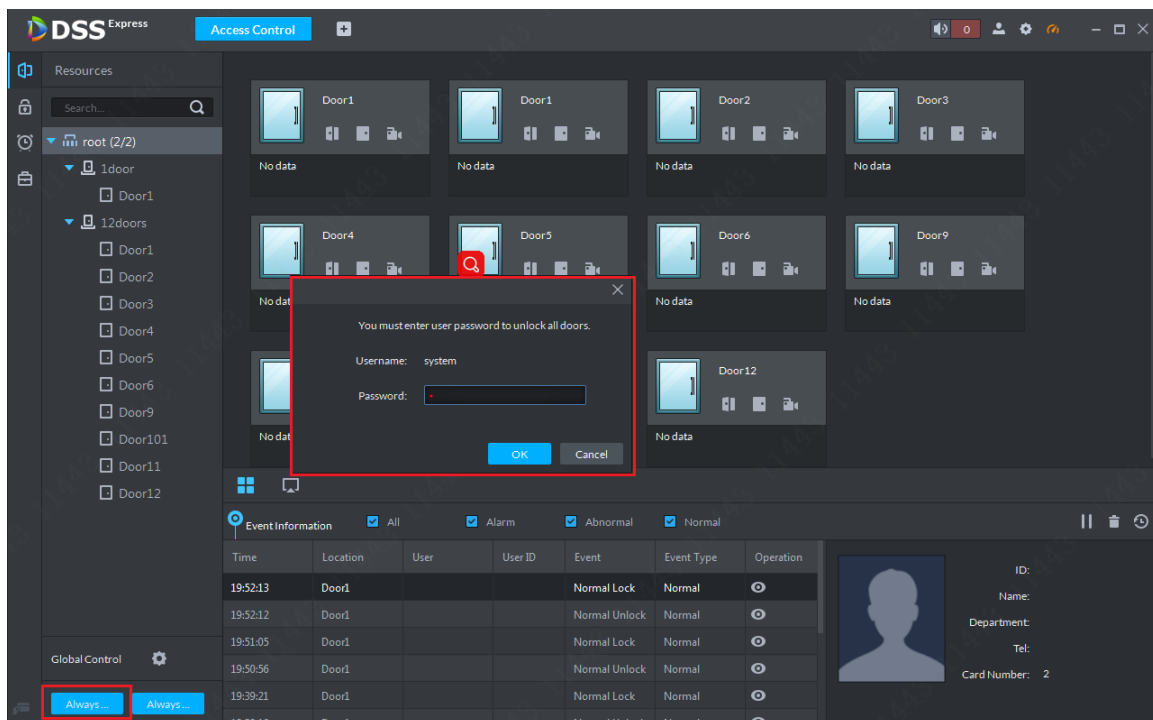 DSS Express
Access Control
0
Resources
Search...
root (2/2)
1door
Door1
12doors
Door1
Door2
Door3
Door4
Door5
Door6
Door9
Door101
Door11
Door12
Global Control
Always...
Always...
Door1
No data
Door1
No data
Door2
No data
Door3
No data
Door4
No dat
Door5
Door6
No data
Door9
No data
No dat
Door12
No data
You must enter user password to unlock all doors.
Username: system
Password:
OK
Cancel
Event Information
All
Alarm
Abnormal
Normal
Time Location User User ID Event Event Type Operation
19:52:13 Door1 Normal Lock Normal
19:52:12 Door1 Normal Unlock Normal
19:51:05 Door1 Normal Lock Normal
19:50:56 Door1 Normal Unlock Normal
19:39:21 Door1 Normal Lock Normal
ID:
Name:
Department:
Tel:
Card Number: 2